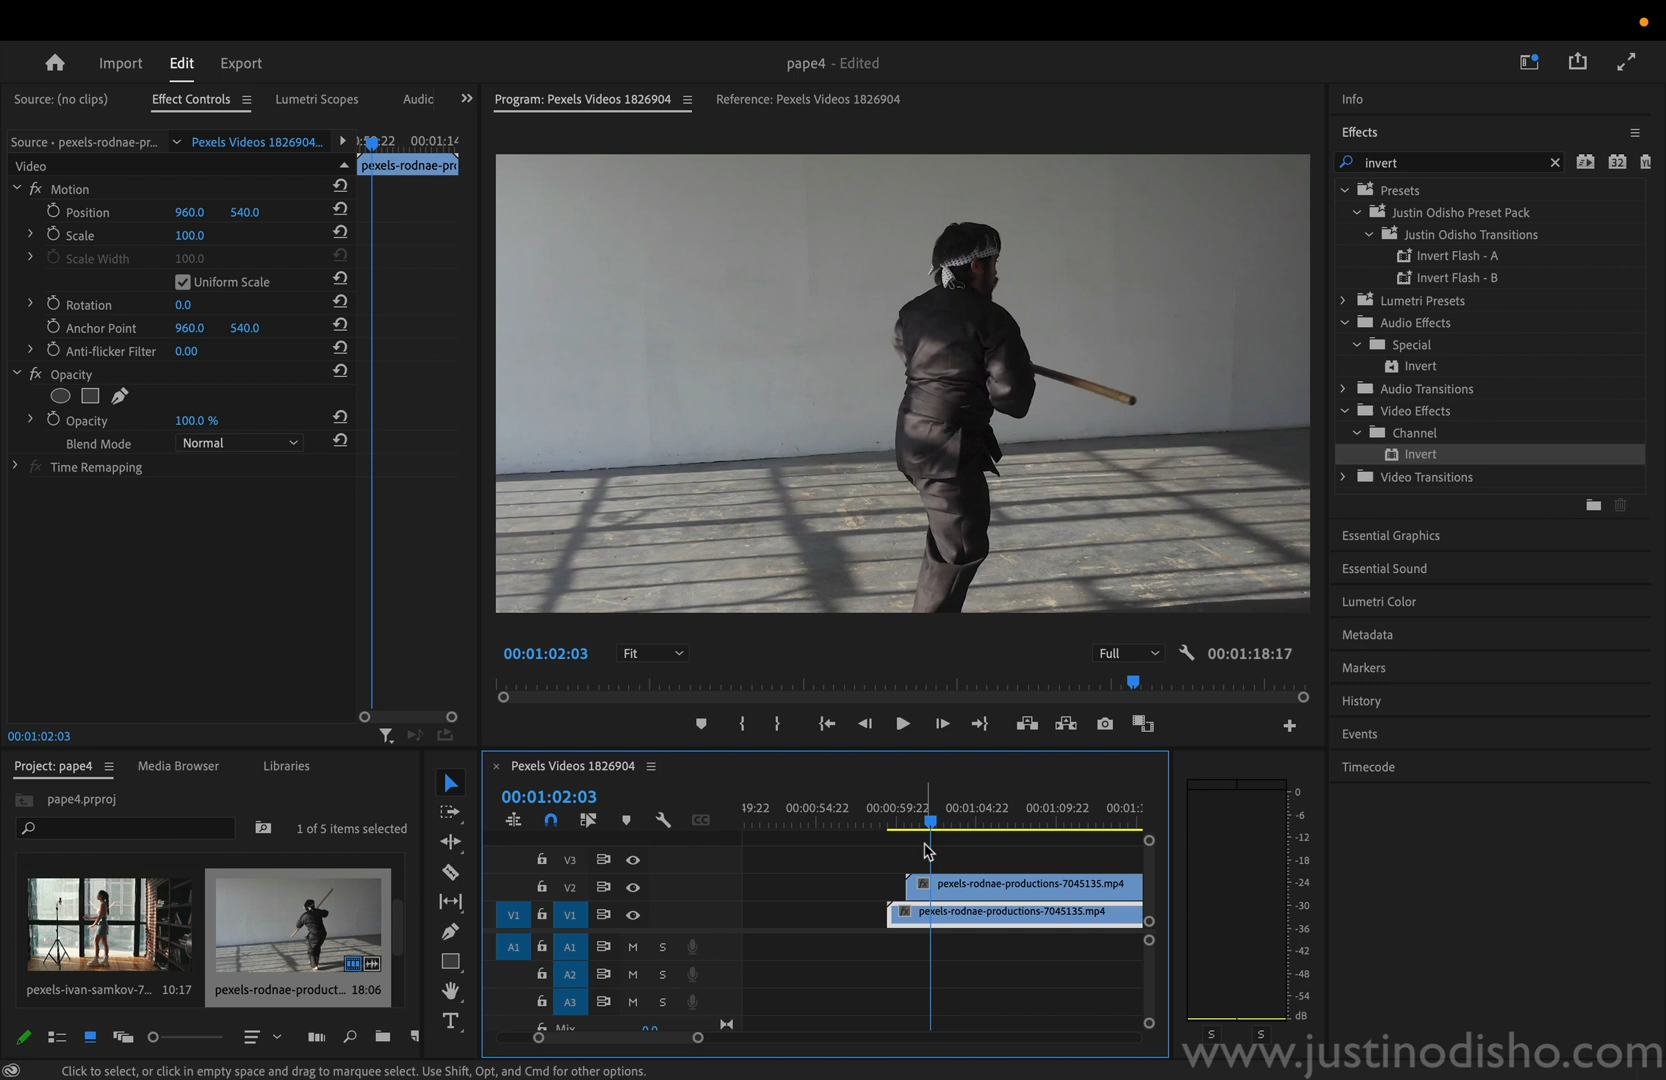 Import Edit Export pape4 - Edited
Source: (no clips) Effect Controls Lumetri Scopes Audic
Source • pexels-rodnae-pr... Pexels Videos 1826904... 00:01:14
Video pexels-rodnae-pr
fx Motion
Position 960.0 540.0
Scale 100.0
Scale Width 100.0
Uniform Scale
Rotation 0.0
Anchor Point 960.0 540.0
Anti-flicker Filter 0.00
fx Opacity
Opacity 100.0 %
Blend Mode Normal
fx Time Remapping
00:01:02:03
Program: Pexels Videos 1826904 Reference: Pexels Videos 1826904
00:01:02:03 Fit Full 00:01:18:17
Info
Effects
invert 32
Presets
Justin Odisho Preset Pack
Justin Odisho Transitions
Invert Flash - A
Invert Flash - B
Lumetri Presets
Audio Effects
Special
Invert
Audio Transitions
Video Effects
Channel
Invert
Video Transitions
Essential Graphics
Essential Sound
Lumetri Color
Metadata
Markers
History
Events
Timecode
Project: pape4 Media Browser Libraries
pape4.prproj
1 of 5 items selected
pexels-ivan-samkov-7... 10:17 pexels-rodnae-product... 18:06
T
× Pexels Videos 1826904
00:01:02:03
CC
49:22 00:00:54:22 00:00:59:22 00:01:04:22 00:01:09:22 00:01:1
V3
V2 fx pexels-rodnae-productions-7045135.mp4
V1 V1 fx pexels-rodnae-productions-7045135.mp4
A1 A1 M S
A2 M S
A3 M S
Mix 0.0
0
-6
-12
-18
-24
-30
-36
-42
-48
-54
dB
S S
www.justinodisho.com
Click to select, or click in empty space and drag to marquee select. Use Shift, Opt, and Cmd for other options.